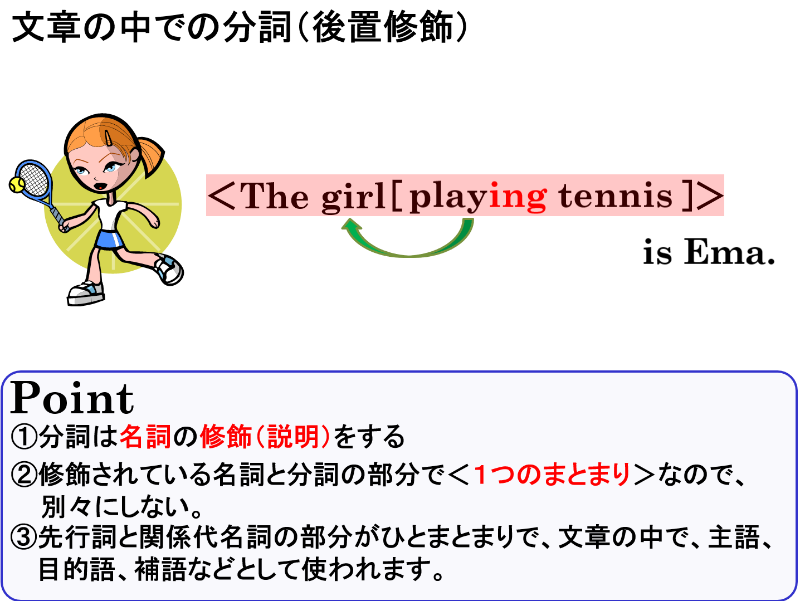 文章の中での分詞(後置修飾)
＜The girl[playing tennis]＞
is Ema.
Point
①分詞は名詞の修飾(説明)をする
②修飾されている名詞と分詞の部分で＜１つのまとまり＞なので、
別々にしない。
③先行詞と関係代名詞の部分がひとまとまりで、文章の中で、主語、
目的語、補語などとして使われます。